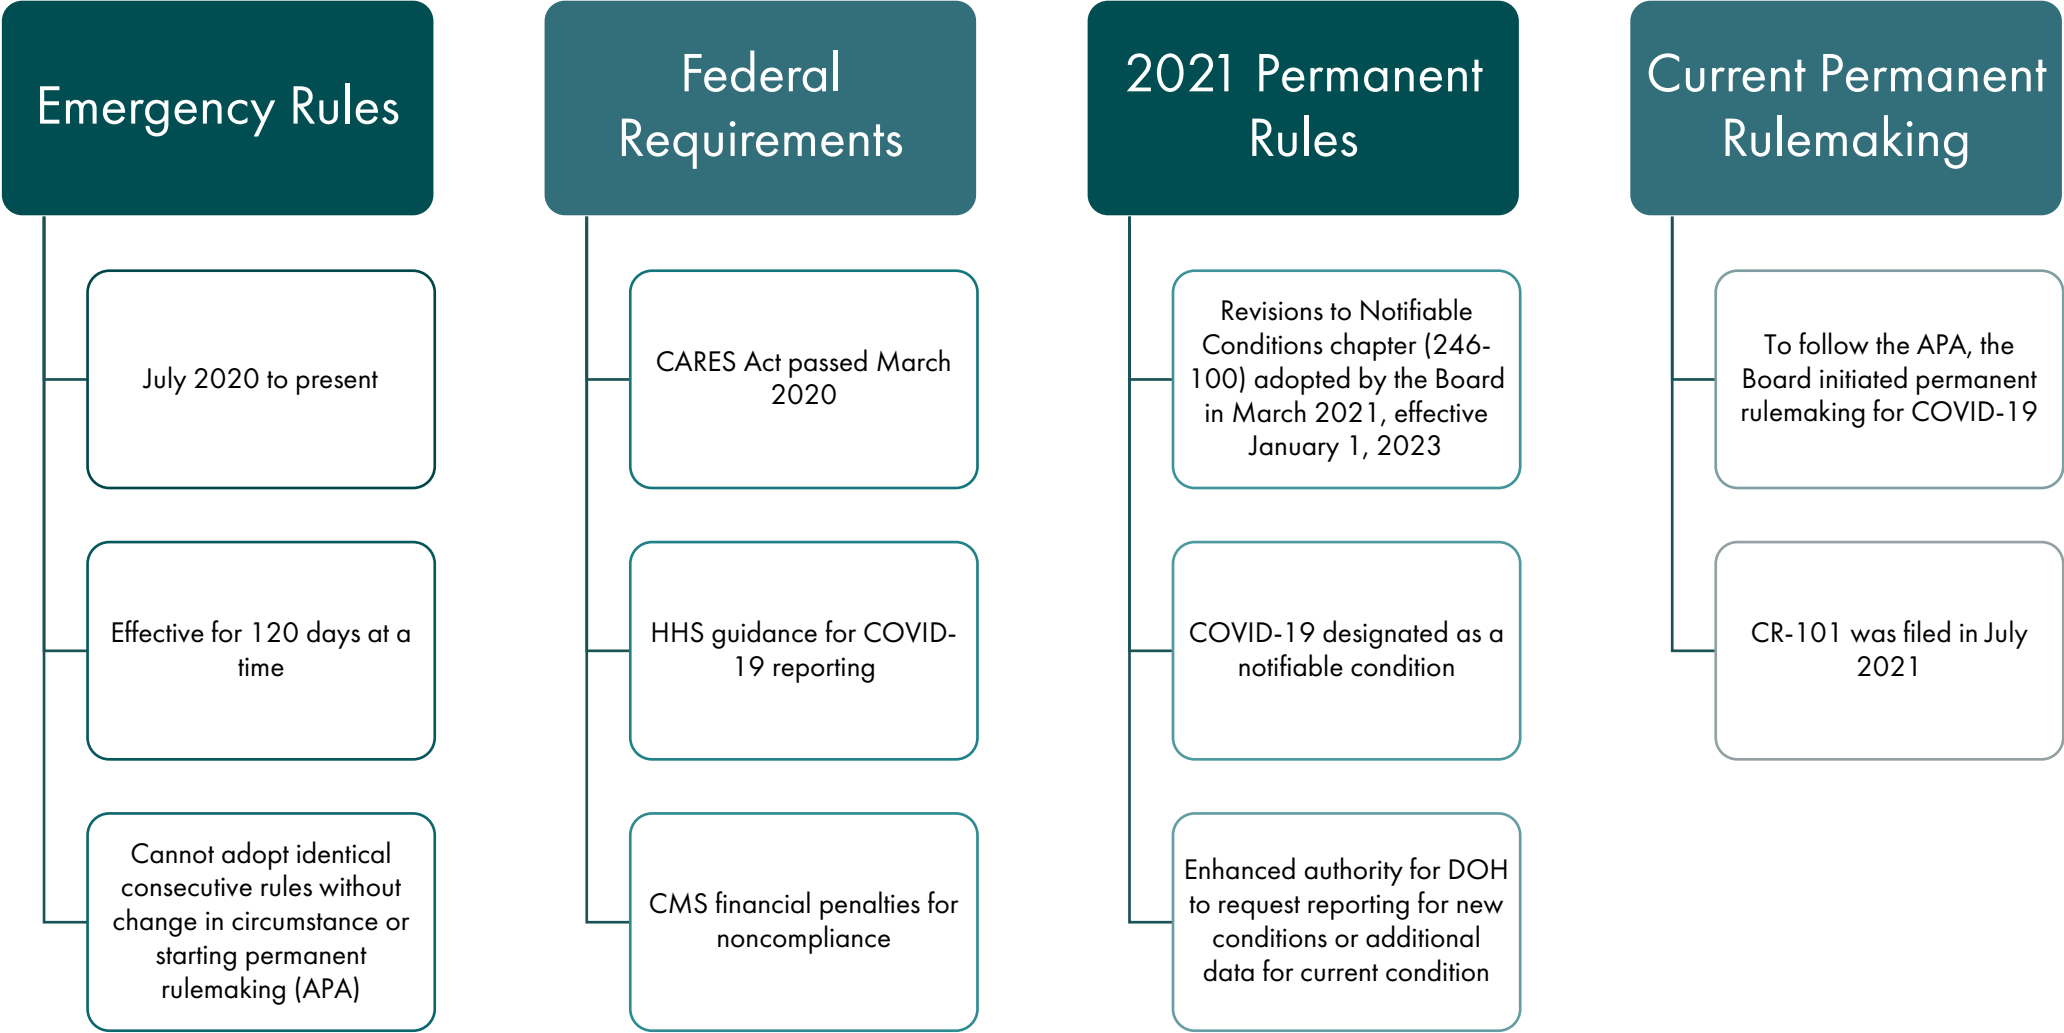 Emergency Rules
July 2020 to present
Effective for 120 days at a
time
Cannot adopt identical
consecutive rules without
change in circumstance or
starting permanent
rulemaking (APA)
Federal
Requirements
CARES Act passed March
2020
HHS guidance for COVID-
19 reporting
CMS financial penalties for
noncompliance
2021 Permanent
Rules
Revisions to Notifiable
Conditions chapter (246-
100) adopted by the Board
in March 2021, effective
January 1, 2023
COVID-19 designated as a
notifiable condition
Enhanced authority for DOH
to request reporting for new
conditions or additional
data for current condition
Current Permanent
Rulemaking
To follow the APA, the
Board initiated permanent
rulemaking for COVID-19
CR-101 was filed in July
2021